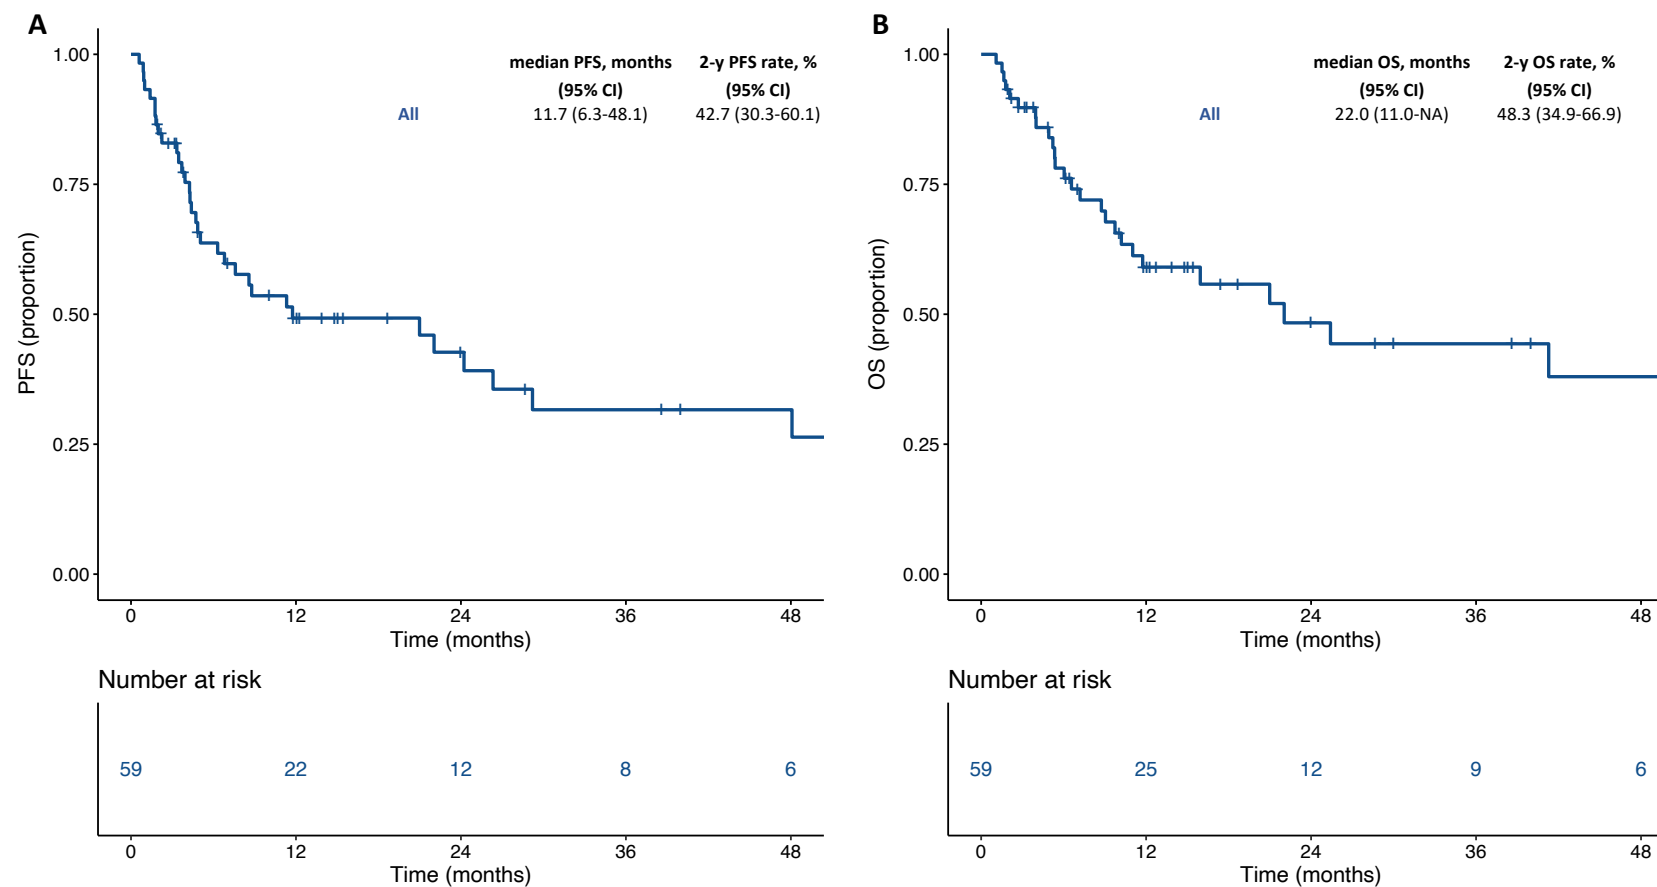 A
median PFS, months 2-y PFS rate, %
(95% CI) (95% CI)
All 11.7 (6.3-48.1) 42.7 (30.3-60.1)
PFS (proportion)
1.00
0.75
0.50
0.25
0.00
0 12 24 36 48
Time (months)
Number at risk
59 22 12 8 6
0 12 24 36 48
Time (months)
B
median OS, months 2-y OS rate, %
(95% CI) (95% CI)
All 22.0 (11.0-NA) 48.3 (34.9-66.9)
OS (proportion)
1.00
0.75
0.50
0.25
0.00
0 12 24 36 48
Time (months)
Number at risk
59 25 12 9 6
0 12 24 36 48
Time (months)